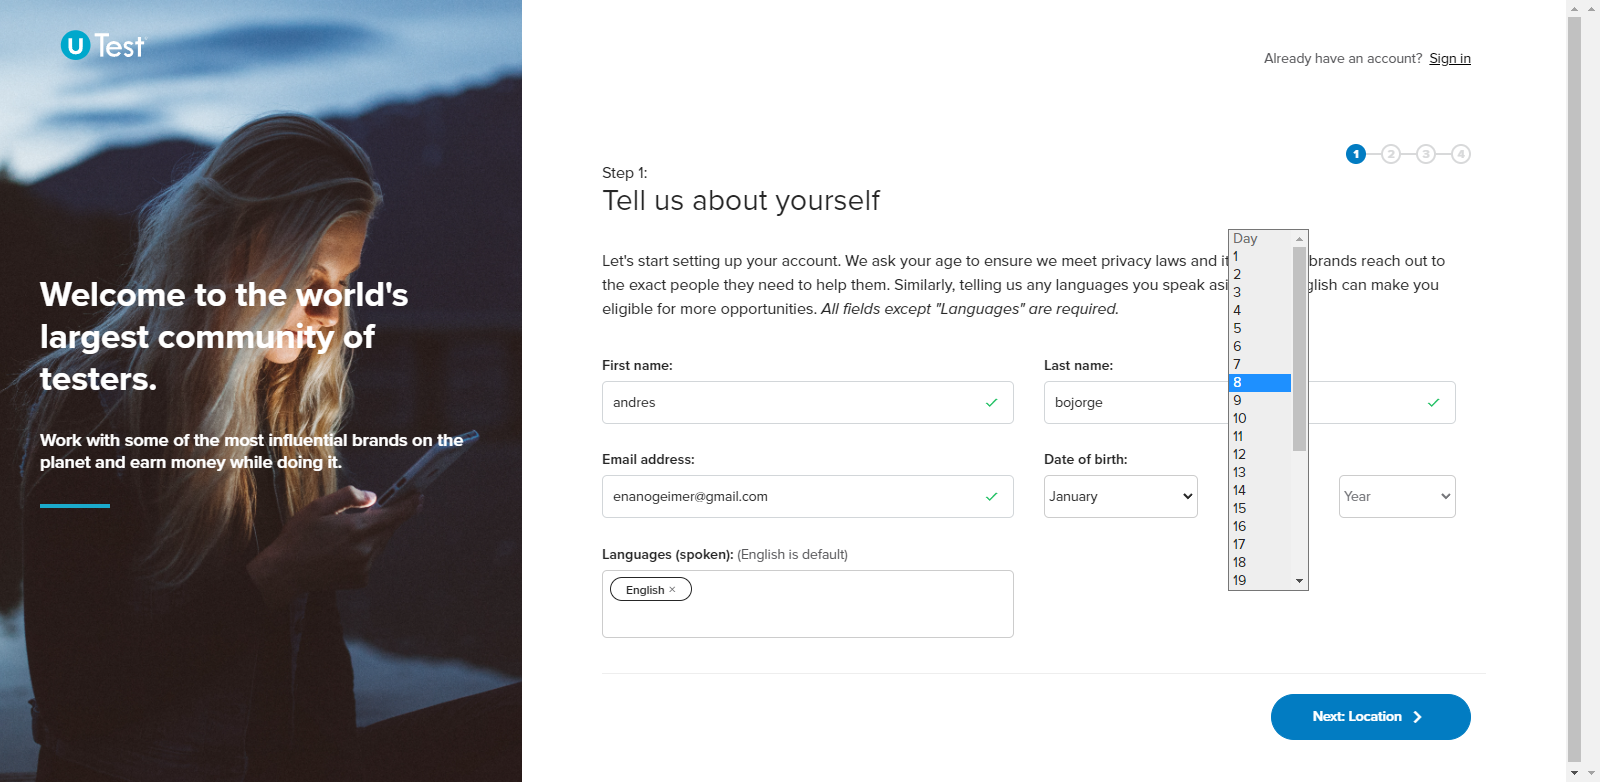 uTest
Welcome to the world's
largest community of
testers.
Work with some of the most influential brands on the
planet and earn money while doing it.
Already have an account? Sign in
1 2 3 4
Step 1:
Tell us about yourself
Let's start setting up your account. We ask your age to ensure we meet privacy laws and it brands reach out to
the exact people they need to help them. Similarly, telling us any languages you speak asi glish can make you
eligible for more opportunities. All fields except "Languages" are required.
First name:
andres
Last name:
bojorge
Email address:
enanogeimer@gmail.com
Date of birth:
January
Day
1
2
3
4
5
6
7
8
9
10
11
12
13
14
15
16
17
18
19
Year
Languages (spoken): (English is default)
English ×
Next: Location